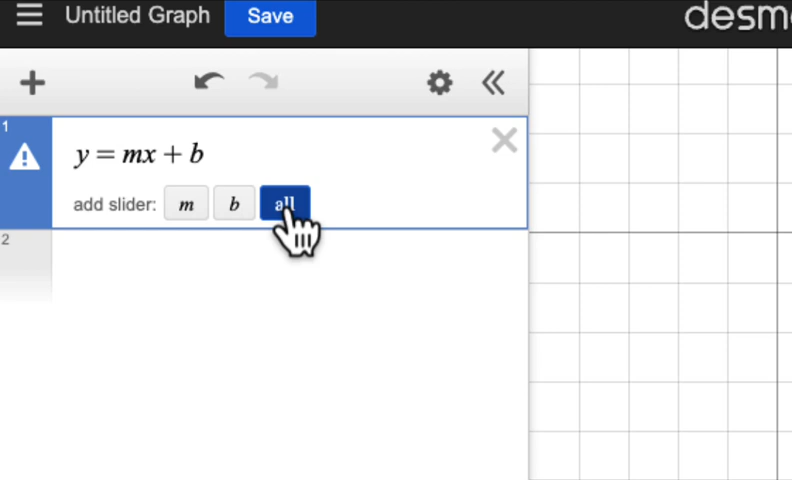 Untitled Graph Save desm
1
y = mx + b
add slider: m b all
2